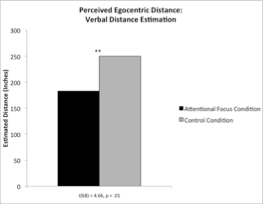 Perceived Egocentric Distance:
Verbal Distance Estimation
**
Estimated Distance (Inches)
300
250
200
150
100
50
0
Attentional Focus Condition
Control Condition
t(68) = 4.66, p = .01